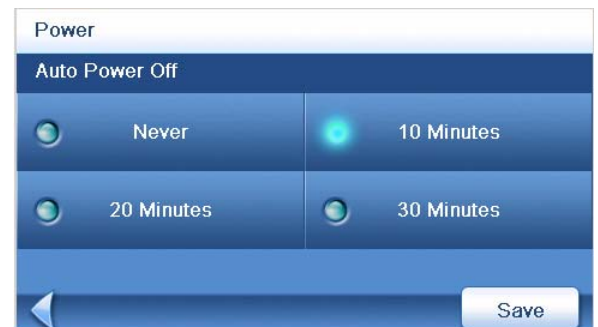 Power
Auto Power Off
Never
10 Minutes
20 Minutes
30 Minutes
Save